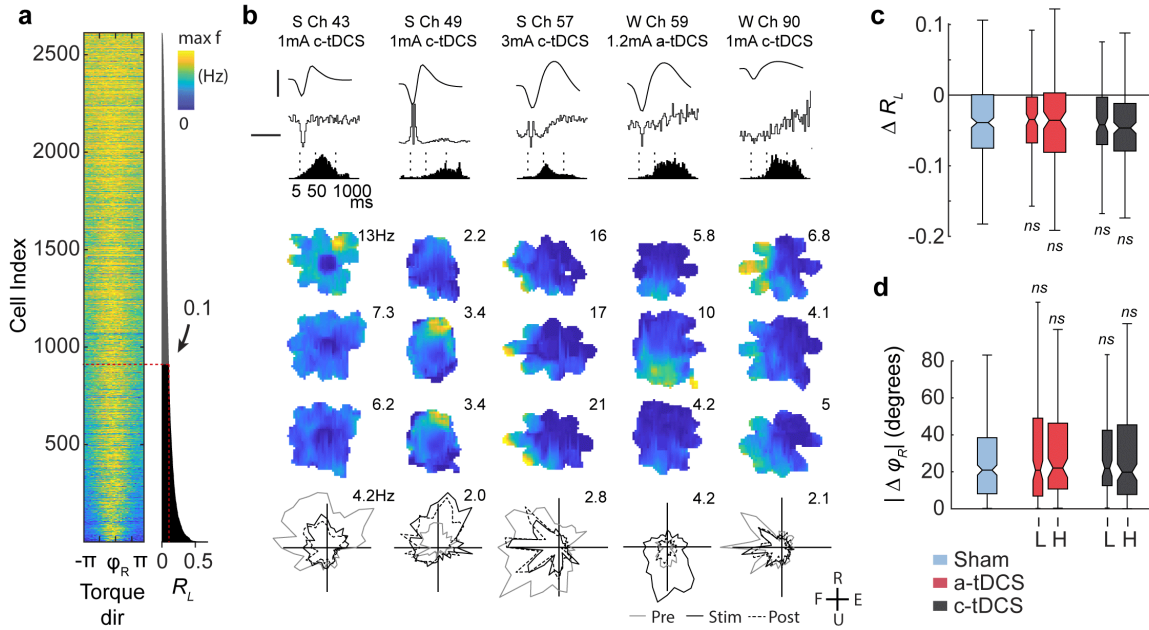 a
max f
(Hz)
0
2500
2000
1500
1000
500
Cell Index
0.1
-π φR π
Torque
dir
0 0.5
RL
b
S Ch 43
1mA c-tDCS
S Ch 49
1mA c-tDCS
S Ch 57
3mA c-tDCS
W Ch 59
1.2mA a-tDCS
W Ch 90
1mA c-tDCS
5 50 1000
ms
13Hz 2.2 16 5.8 6.8
7.3 3.4 17 10 4.1
6.2 3.4 21 4.2 5
4.2Hz 2.0 2.8 4.2 2.1
Pre Stim Post
R
F E
U
c
0.1
0
-0.1
-0.2
Δ RL
ns ns ns ns
d
80
60
40
20
0
| Δ φR| (degrees)
ns ns ns ns
L H L H
Sham
a-tDCS
c-tDCS